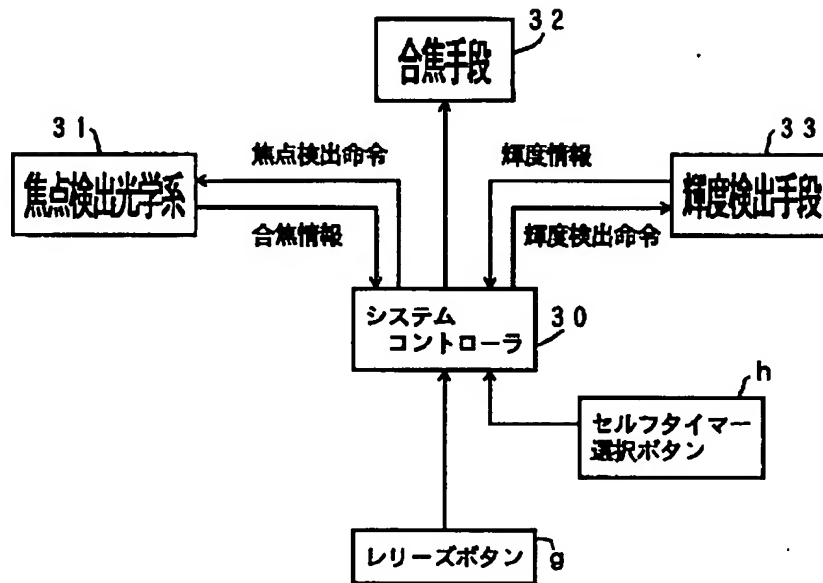 ３２
合焦手段
３１
焦点検出命令
輝度情報
３３
焦点検出光学系
輝度検出手段
合焦情報
輝度検出命令
システム
コントローラ
３０
h
セルフタイマー
選択ボタン
レリーズボタン
g